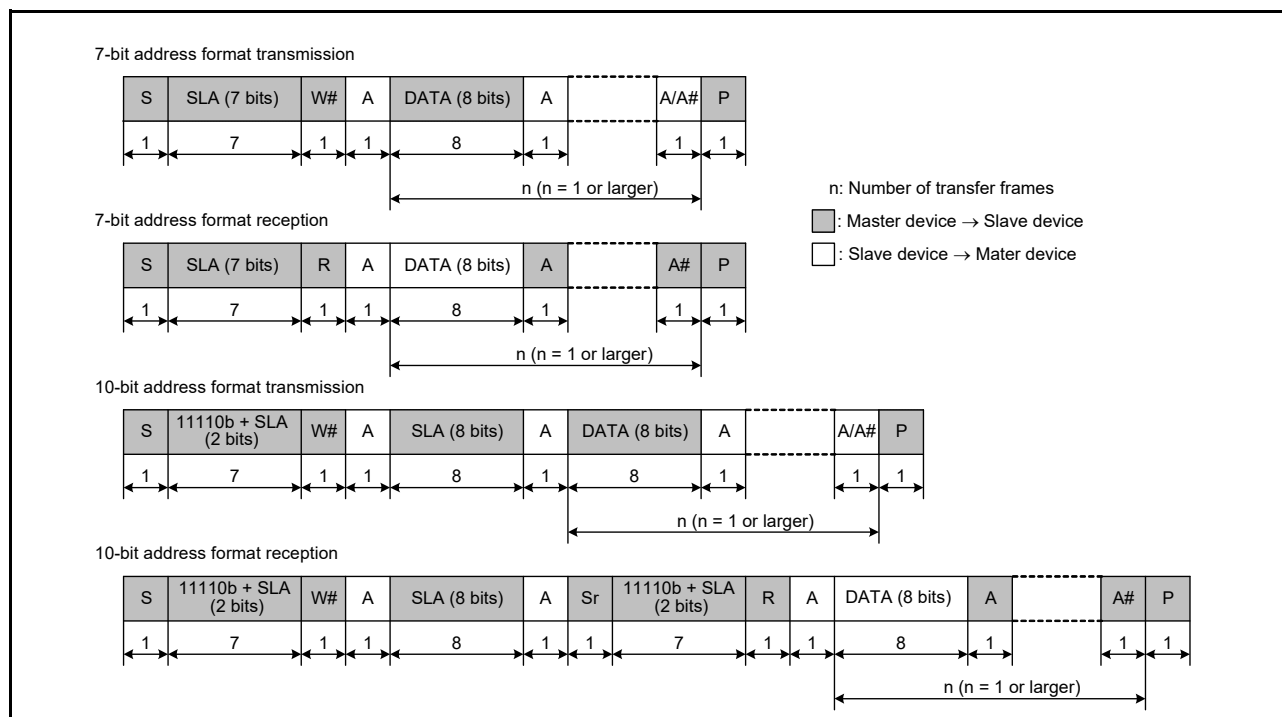 7-bit address format transmission
S SLA (7 bits) W# A DATA (8 bits) A A/A# P
1 7 1 1 8 1 1 1
n (n = 1 or larger)
n: Number of transfer frames
: Master device → Slave device
: Slave device → Mater device
7-bit address format reception
S SLA (7 bits) R A DATA (8 bits) A A# P
1 7 1 1 8 1 1 1
n (n = 1 or larger)
10-bit address format transmission
S 11110b + SLA (2 bits) W# A SLA (8 bits) A DATA (8 bits) A A/A# P
1 7 1 1 8 1 8 1 1 1
n (n = 1 or larger)
10-bit address format reception
S 11110b + SLA (2 bits) W# A SLA (8 bits) A Sr 11110b + SLA (2 bits) R A DATA (8 bits) A A# P
1 7 1 1 8 1 1 7 1 1 8 1 1 1
n (n = 1 or larger)